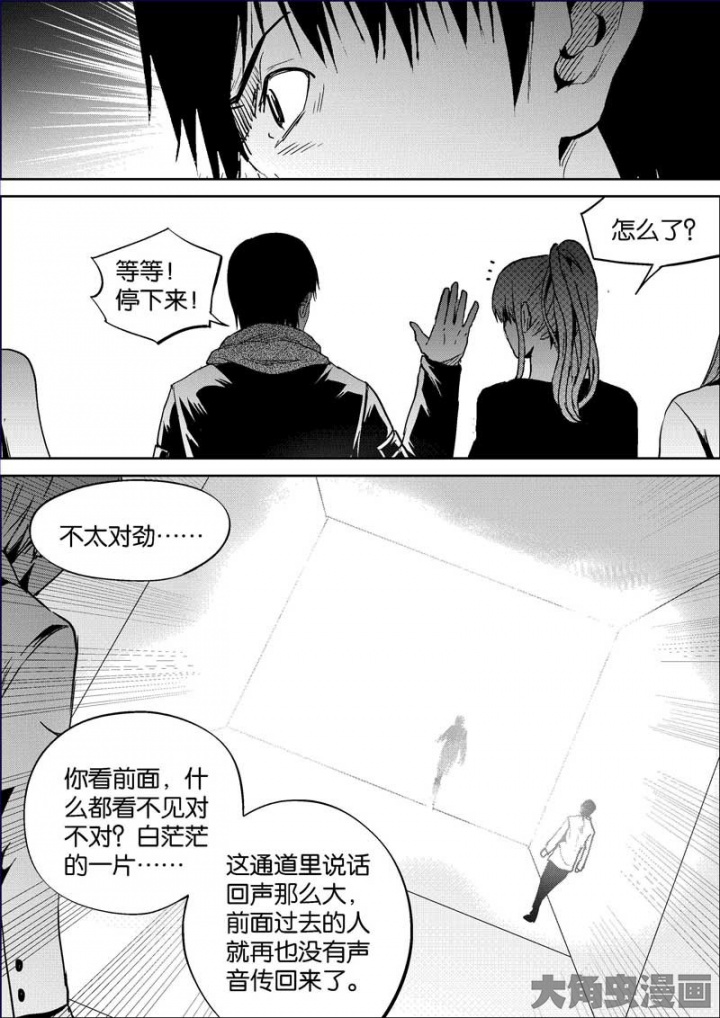 等等！
停下来！
怎么了？
不太对劲……
你看前面，什
么都看不见对
不对？白茫茫
的一片……
这通道里说话
回声那么大，
前面过去的人
就再也没有声
音传回来了。
大角虫漫画